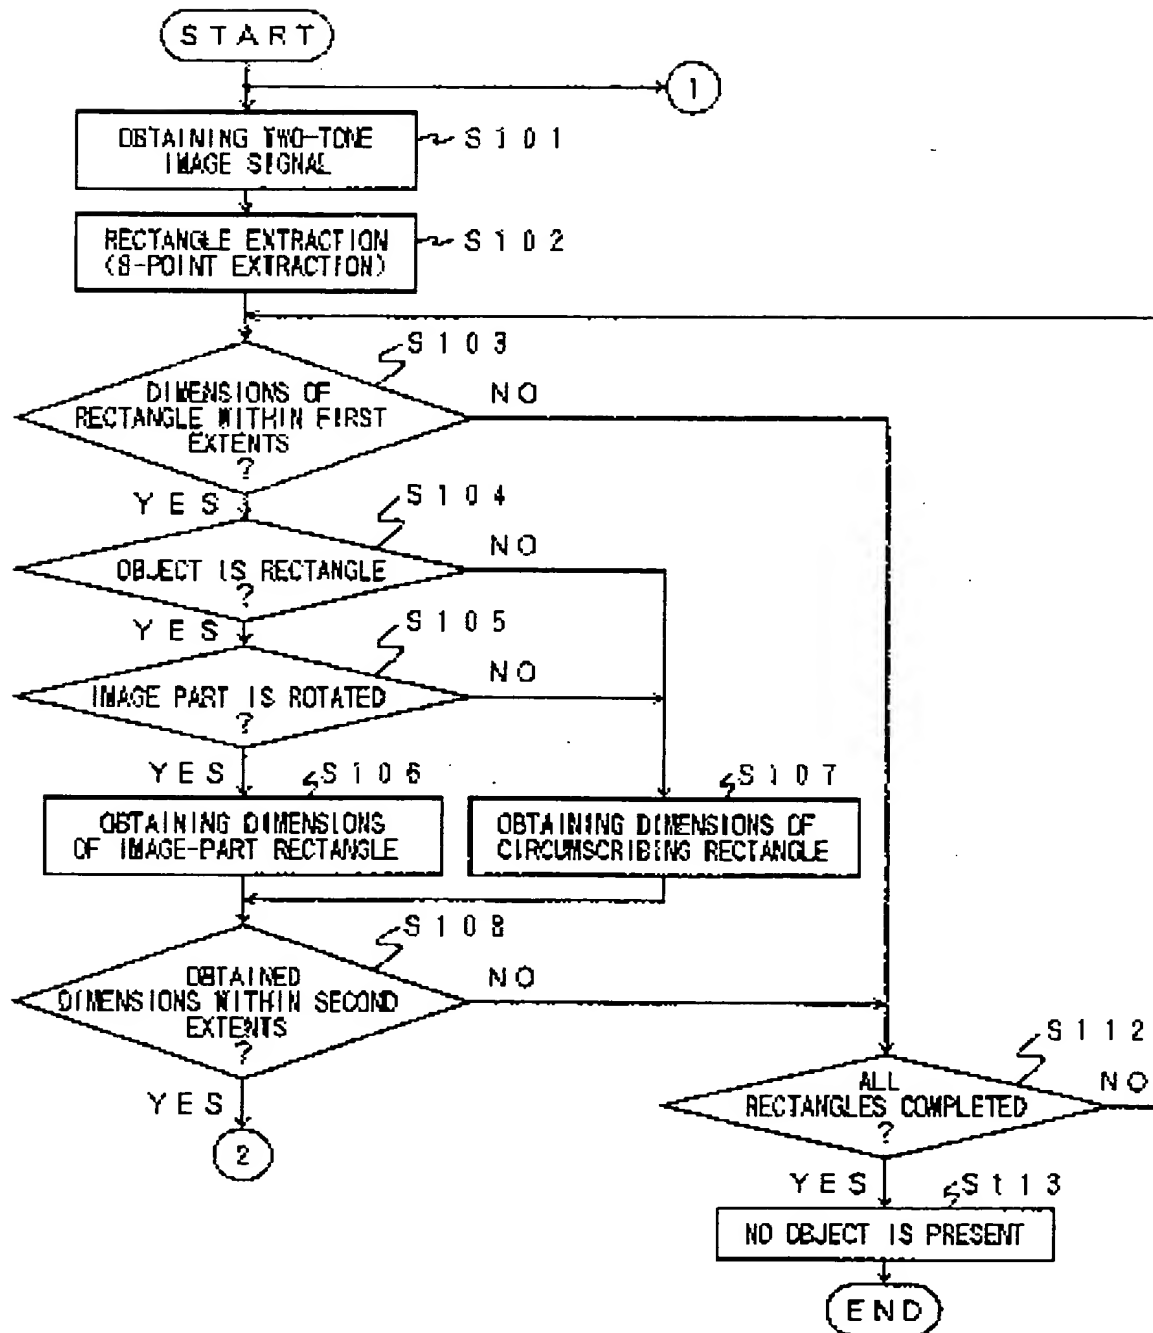 START
1
OBTAINING TWO-TONE
IMAGE SIGNAL
S101
RECTANGLE EXTRACTION
(8-POINT EXTRACTION)
S102
S103
DIMENSIONS OF
RECTANGLE WITHIN FIRST
EXTENTS
?
NO
YES
S104
OBJECT IS RECTANGLE
?
NO
YES
S105
IMAGE PART IS ROTATED
?
NO
YES
S106
OBTAINING DIMENSIONS
OF IMAGE-PART RECTANGLE
S107
OBTAINING DIMENSIONS OF
CIRCUMSCRIBING RECTANGLE
S108
OBTAINED
DIMENSIONS WITHIN SECOND
EXTENTS
?
NO
YES
2
S112
ALL
RECTANGLES COMPLETED
?
NO
YES
S113
NO OBJECT IS PRESENT
END